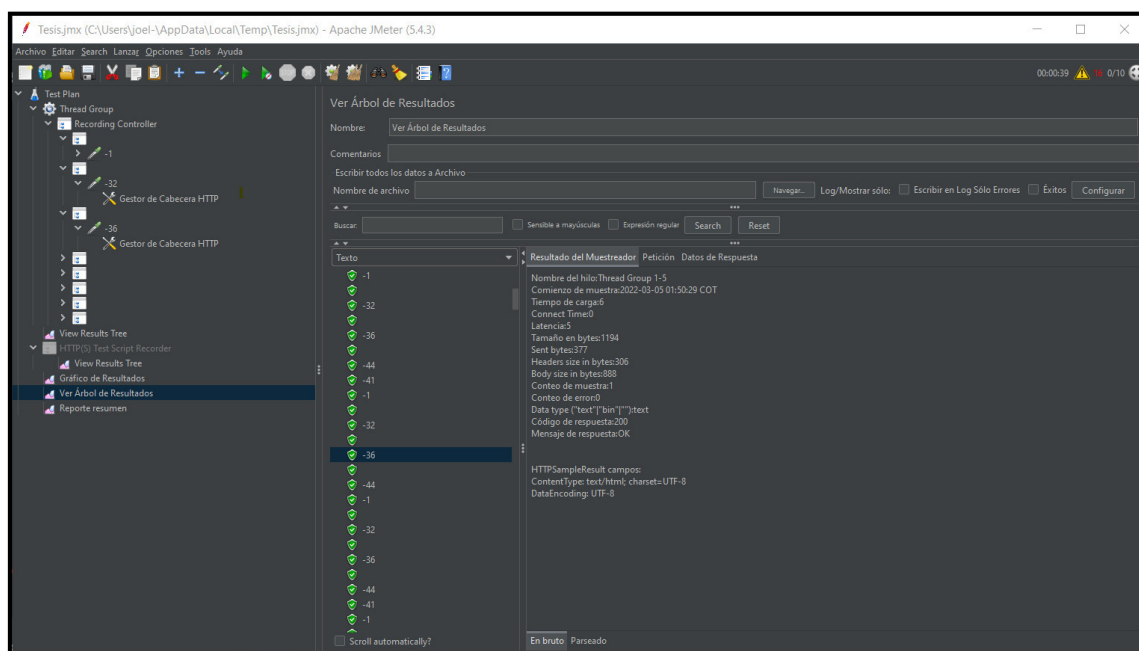 Tesis.jmx (C:\Users\joel-\AppData\Local\Temp\Tesis.jmx) - Apache JMeter (5.4.3)
Archivo Editar Search Lanzar Opciones Tools Ayuda
00:00:39 0/10
Test Plan
Thread Group
Recording Controller
-1
-32
Gestor de Cabecera HTTP
-36
Gestor de Cabecera HTTP
View Results Tree
HTTP(S) Test Script Recorder
View Results Tree
Gráfico de Resultados
Ver Árbol de Resultados
Reporte resumen
Ver Árbol de Resultados
Nombre: Ver Árbol de Resultados
Comentarios
Escribir todos los datos a Archivo
Nombre de archivo Navegar... Log/Mostrar sólo: Escribir en Log Sólo Errores Éxitos Configurar
Buscar: Sensible a mayúsculas Expresión regular Search Reset
Texto
-1
-32
-36
-44
-41
-1
-32
-36
-44
-1
-32
-36
-44
-41
-1
Scroll automatically?
Resultado del Muestreador Petición Datos de Respuesta
Nombre del hilo:Thread Group 1-5
Comienzo de muestra:2022-03-05 01:50:29 COT
Tiempo de carga:6
Connect Time:0
Latencia:5
Tamaño en bytes:1194
Sent bytes:377
Headers size in bytes:306
Body size in bytes:888
Conteo de muestra:1
Conteo de error:0
Data type ("text"|"bin"|""):text
Código de respuesta:200
Mensaje de respuesta:OK
HTTPSampleResult campos:
ContentType: text/html; charset=UTF-8
DataEncoding: UTF-8
En bruto Parseado